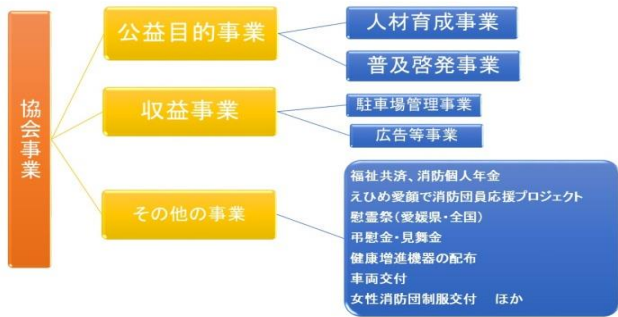 協会事業
公益目的事業
人材育成事業
普及啓発事業
収益事業
駐車場管理事業
広告等事業
その他の事業
福祉共済、消防個人年金
えひめ愛顔で消防団員応援プロジェクト
慰霊祭(愛媛県・全国)
弔慰金・見舞金
健康増進機器の配布
車両交付
女性消防団制服交付　ほか